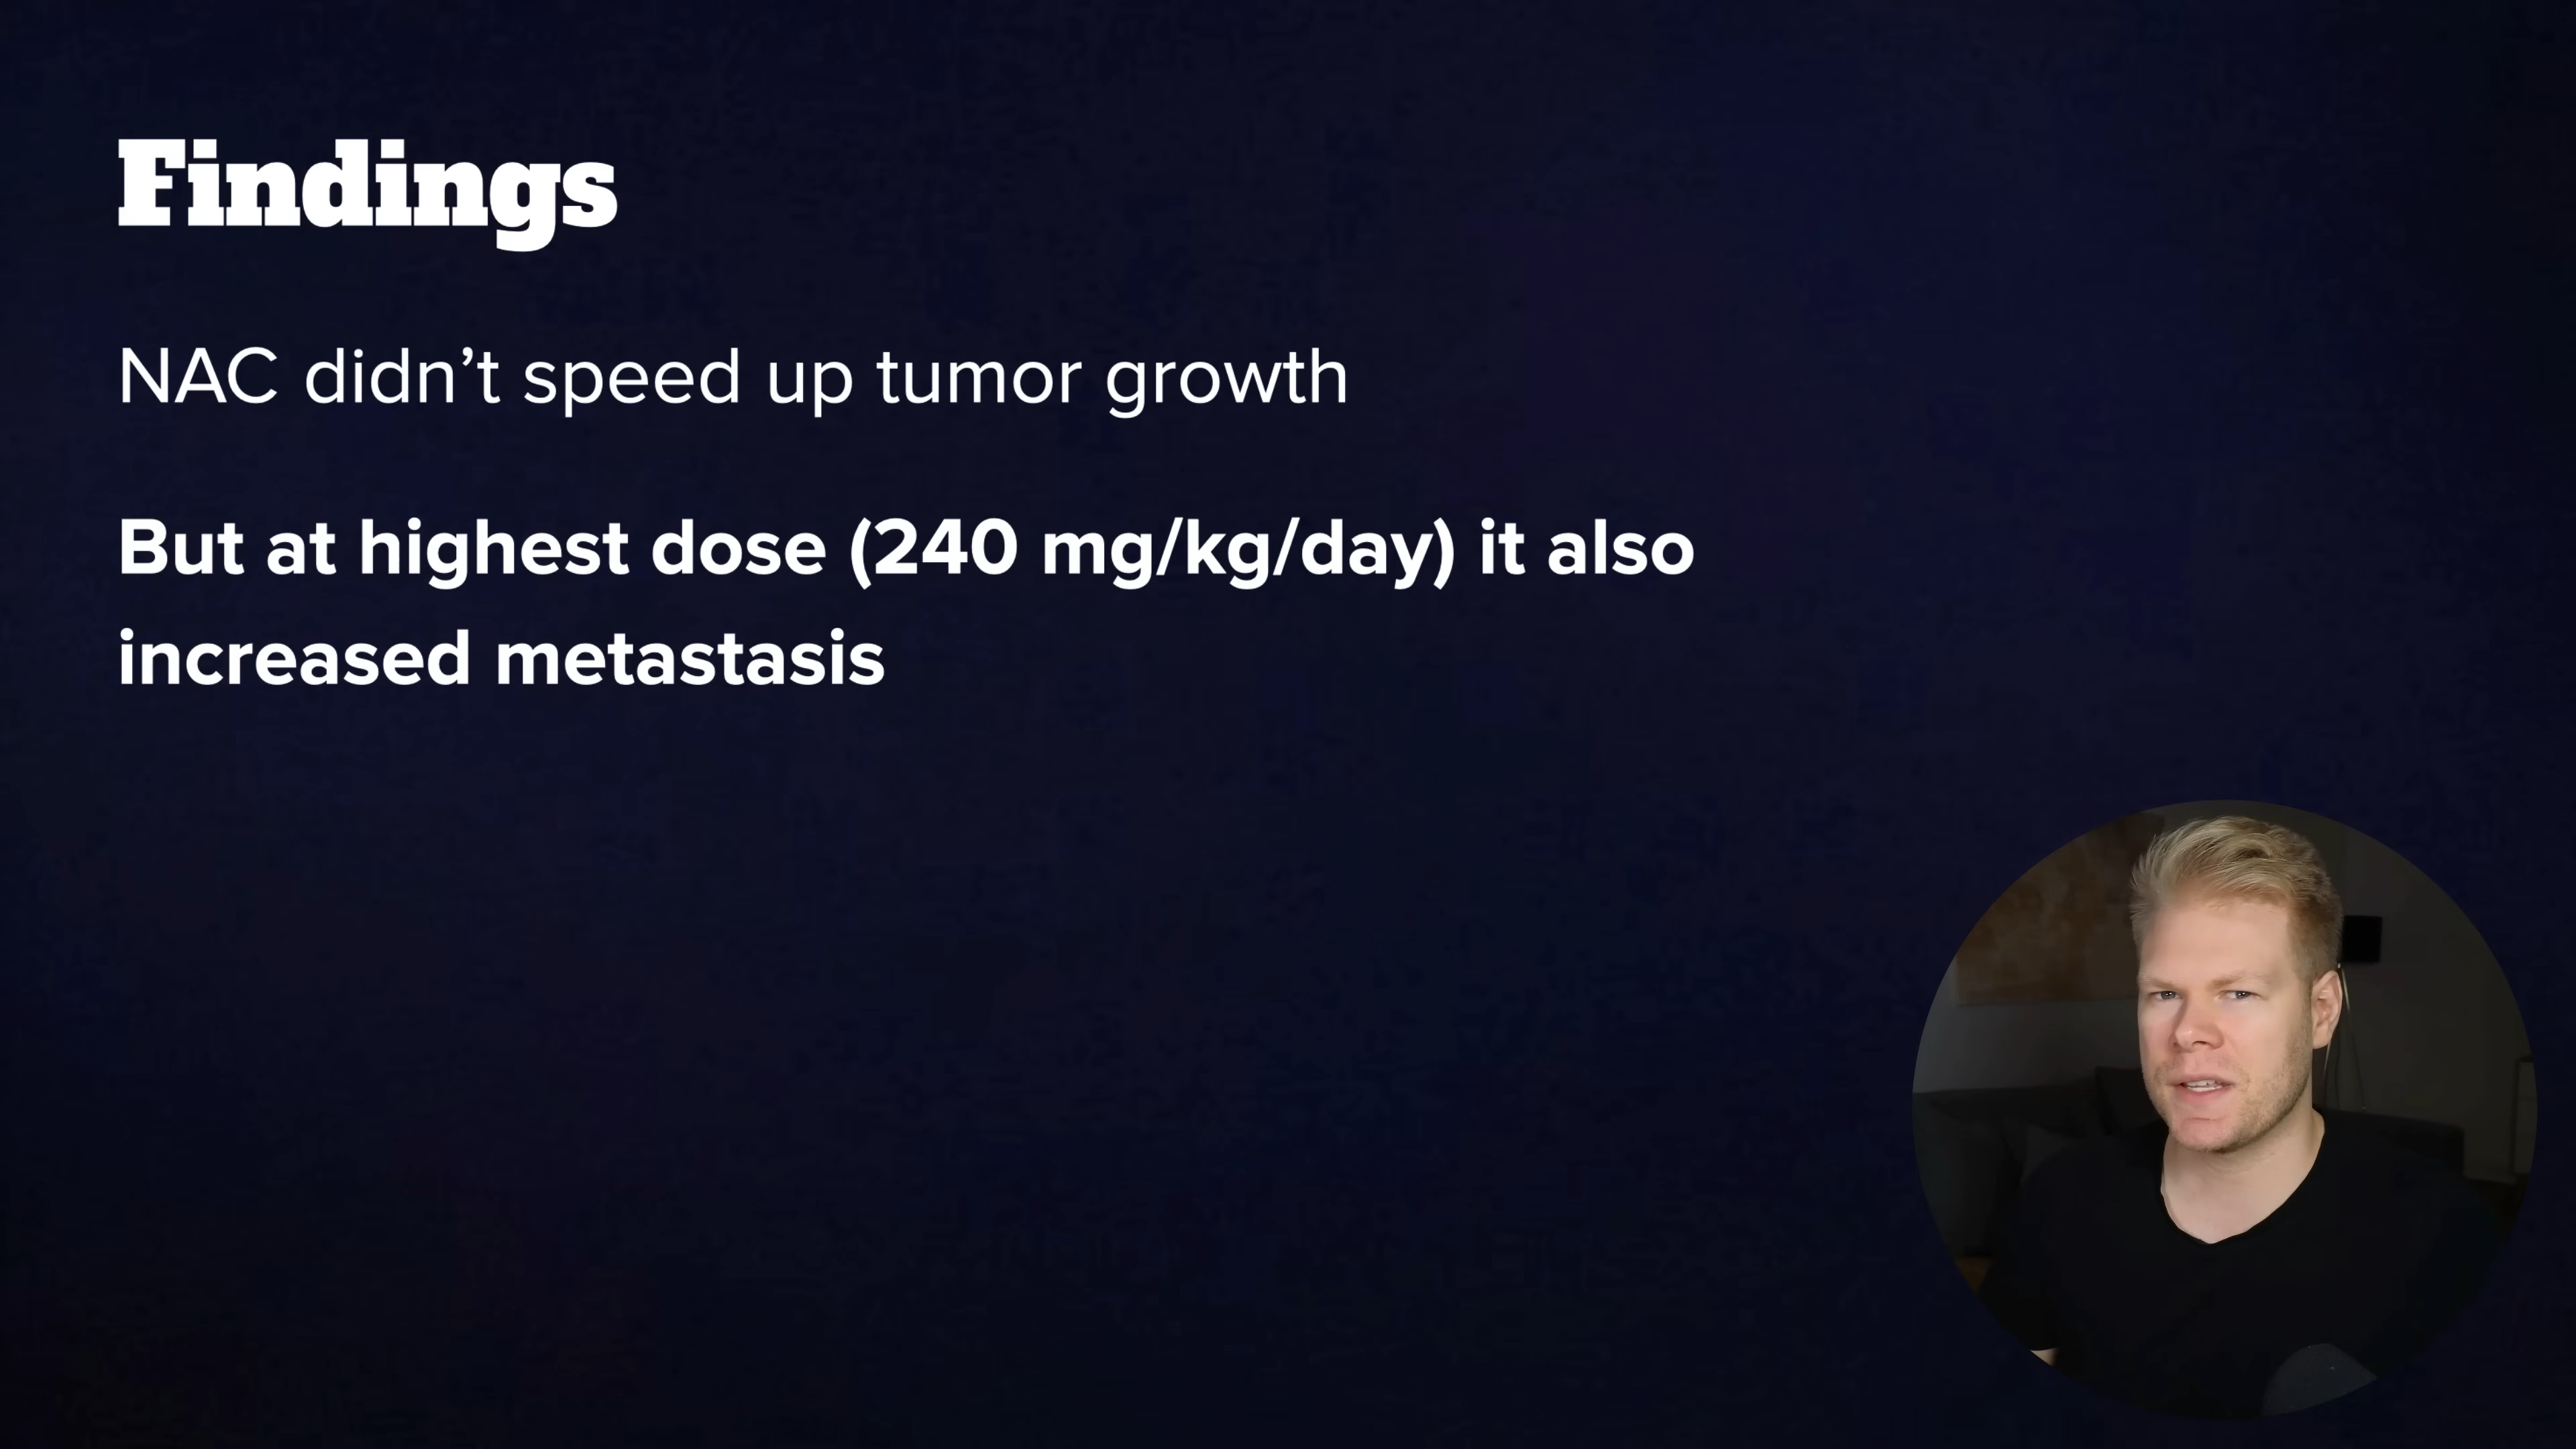 Findings
NAC didn’t speed up tumor growth
But at highest dose (240 mg/kg/day) it also
increased metastasis